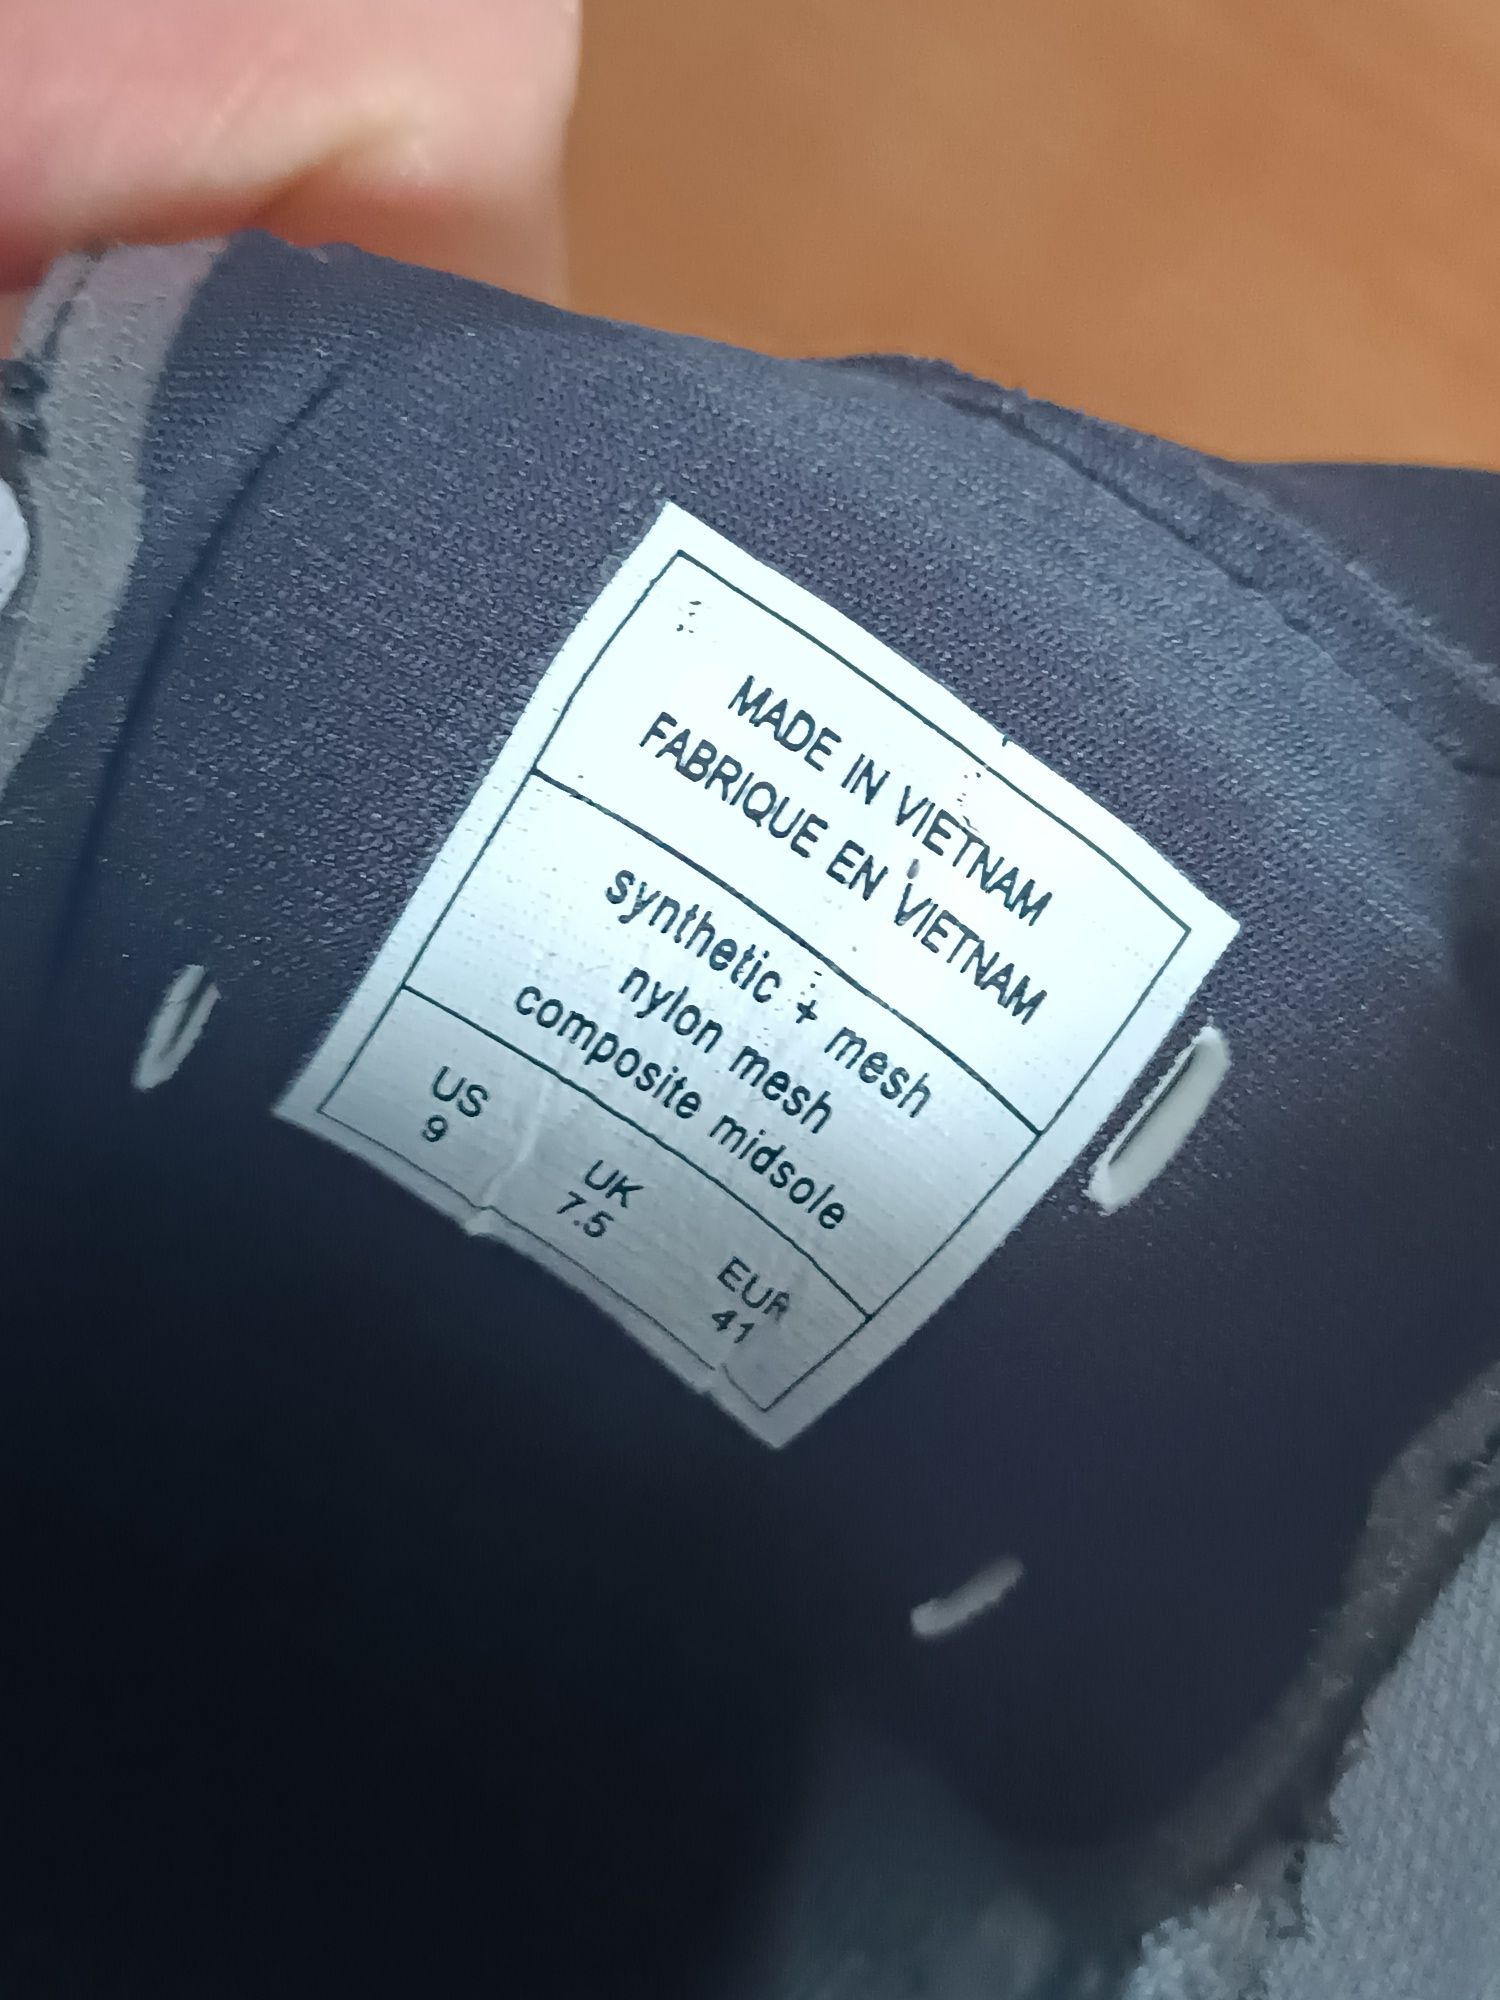 MADE IN VIETNAM
FABRIQUE EN VIETNAM
synthetic + mesh
nylon mesh
composite midsole
US UK EUR
9 7.5 41